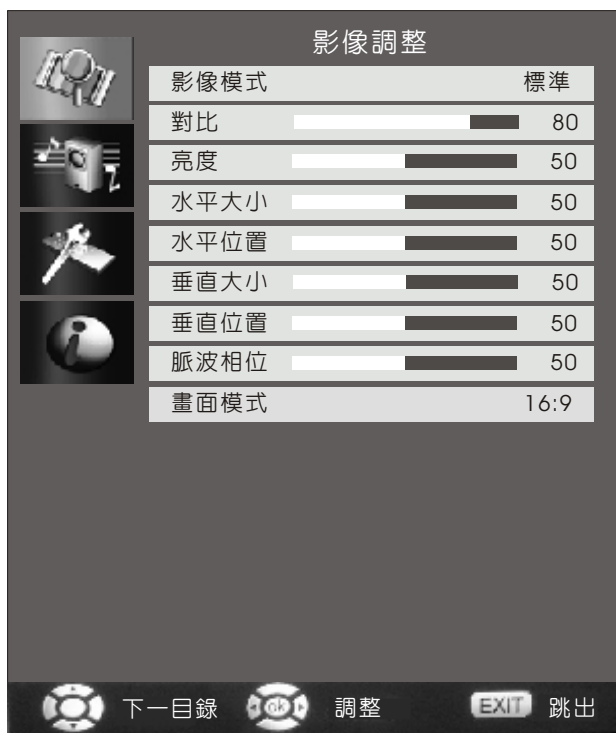 影像調整
影像模式 標準
對比 80
亮度 50
水平大小 50
水平位置 50
垂直大小 50
垂直位置 50
脈波相位 50
畫面模式 16:9
下一目錄 ok 調整 EXIT 跳出